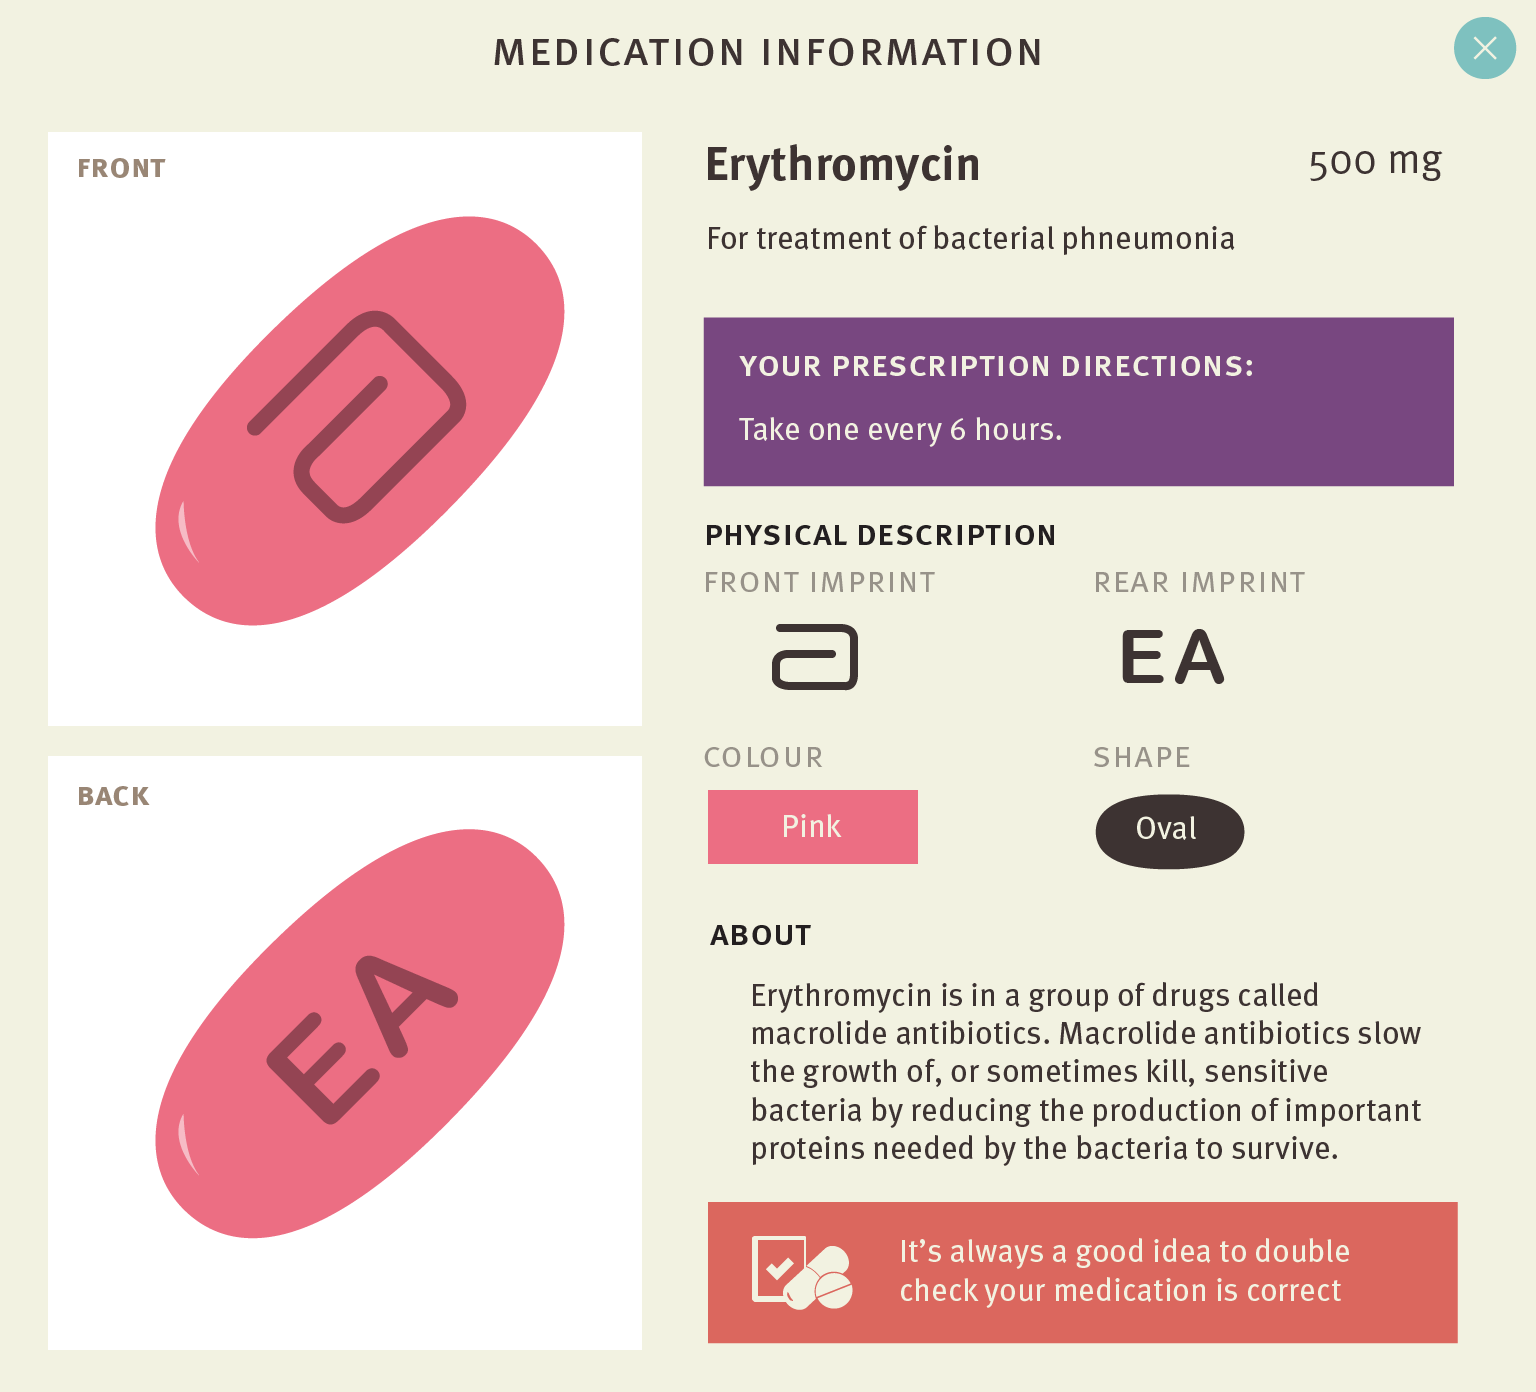 MEDICATION INFORMATION
FRONT
Erythromycin 500 mg
For treatment of bacterial phneumonia
YOUR PRESCRIPTION DIRECTIONS:
Take one every 6 hours.
PHYSICAL DESCRIPTION
FRONT IMPRINT
a
REAR IMPRINT
EA
COLOUR
Pink
SHAPE
Oval
a
BACK
EA
ABOUT
Erythromycin is in a group of drugs called
macrolide antibiotics. Macrolide antibiotics slow
the growth of, or sometimes kill, sensitive
bacteria by reducing the production of important
proteins needed by the bacteria to survive.
It’s always a good idea to double
check your medication is correct